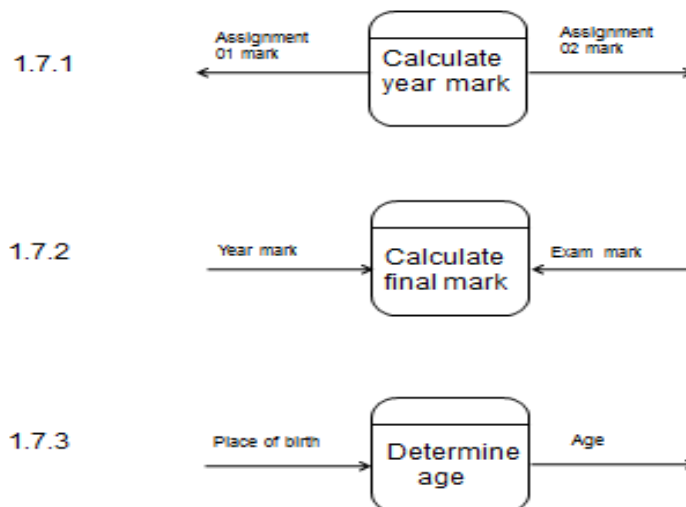 Assignment
01 mark
Assignment
02 mark
1.7.1
Calculate
year mark
1.7.2
Year mark
Calculate
final mark
Exam mark
1.7.3
Place of birth
Determine
age
Age